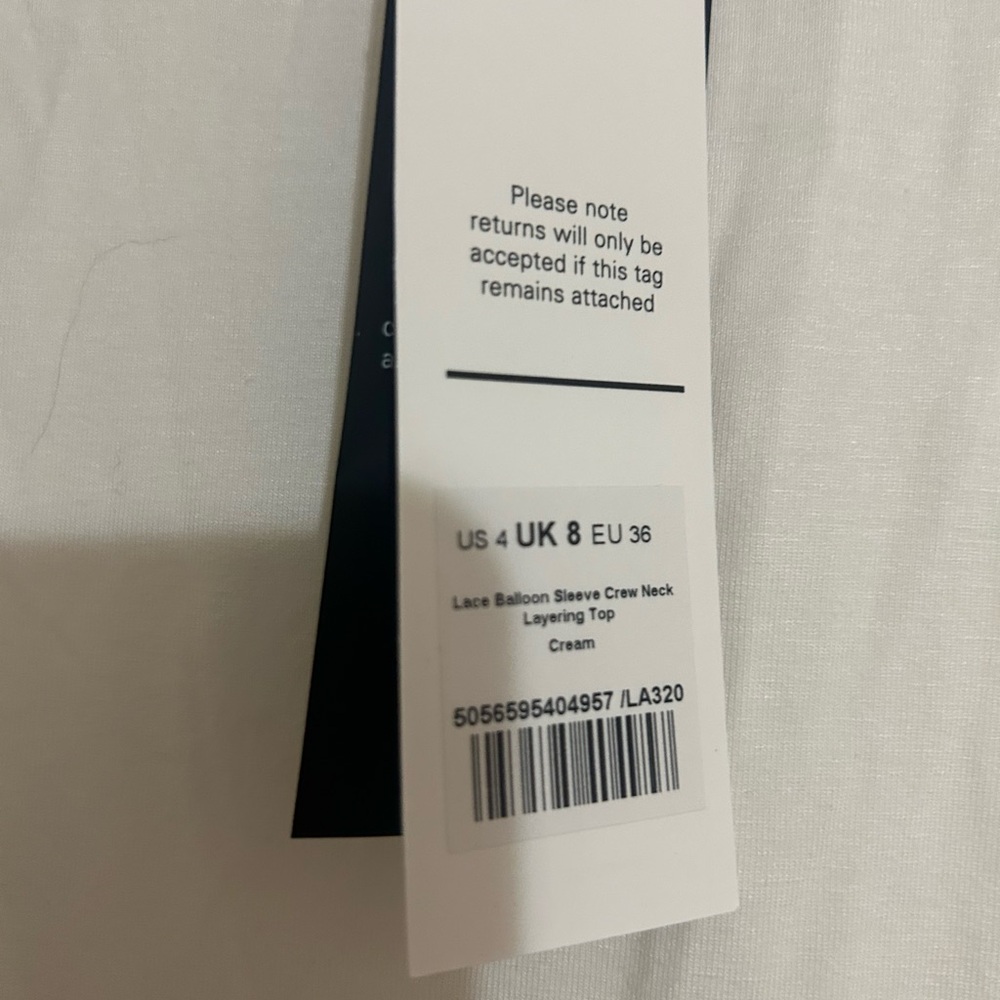 Please note
returns will only be
accepted if this tag
remains attached
US 4 UK 8 EU 36
Lace Balloon Sleeve Crew Neck
Layering Top
Cream
5056595404957 /LA320